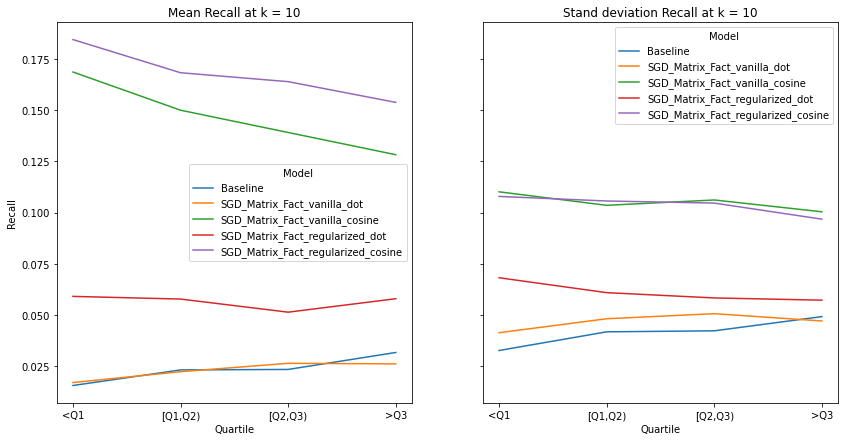 Mean Recall at k = 10
Recall
0.175
0.150
0.125
0.100
0.075
0.050
0.025
Model
Baseline
SGD_Matrix_Fact_vanilla_dot
SGD_Matrix_Fact_vanilla_cosine
SGD_Matrix_Fact_regularized_dot
SGD_Matrix_Fact_regularized_cosine
<Q1
[Q1,Q2)
[Q2,Q3)
>Q3
Quartile
Stand deviation Recall at k = 10
Model
Baseline
SGD_Matrix_Fact_vanilla_dot
SGD_Matrix_Fact_vanilla_cosine
SGD_Matrix_Fact_regularized_dot
SGD_Matrix_Fact_regularized_cosine
<Q1
[Q1,Q2)
[Q2,Q3)
>Q3
Quartile